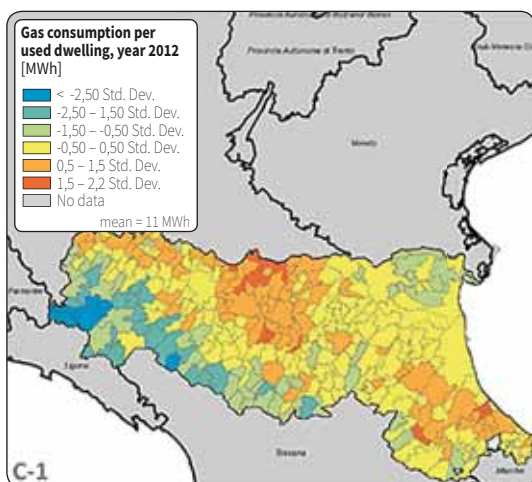 Gas consumption per
used dwelling, year 2012
[MWh]
< -2,50 Std. Dev.
-2,50 – 1,50 Std. Dev.
-1,50 – -0,50 Std. Dev.
-0,50 – 0,50 Std. Dev.
0,5 – 1,5 Std. Dev.
1,5 – 2,2 Std. Dev.
No data
mean = 11 MWh
Provincia Autonoma di Trento
Veneto
Piemonte
Liguria
Toscana
Marche
C-1